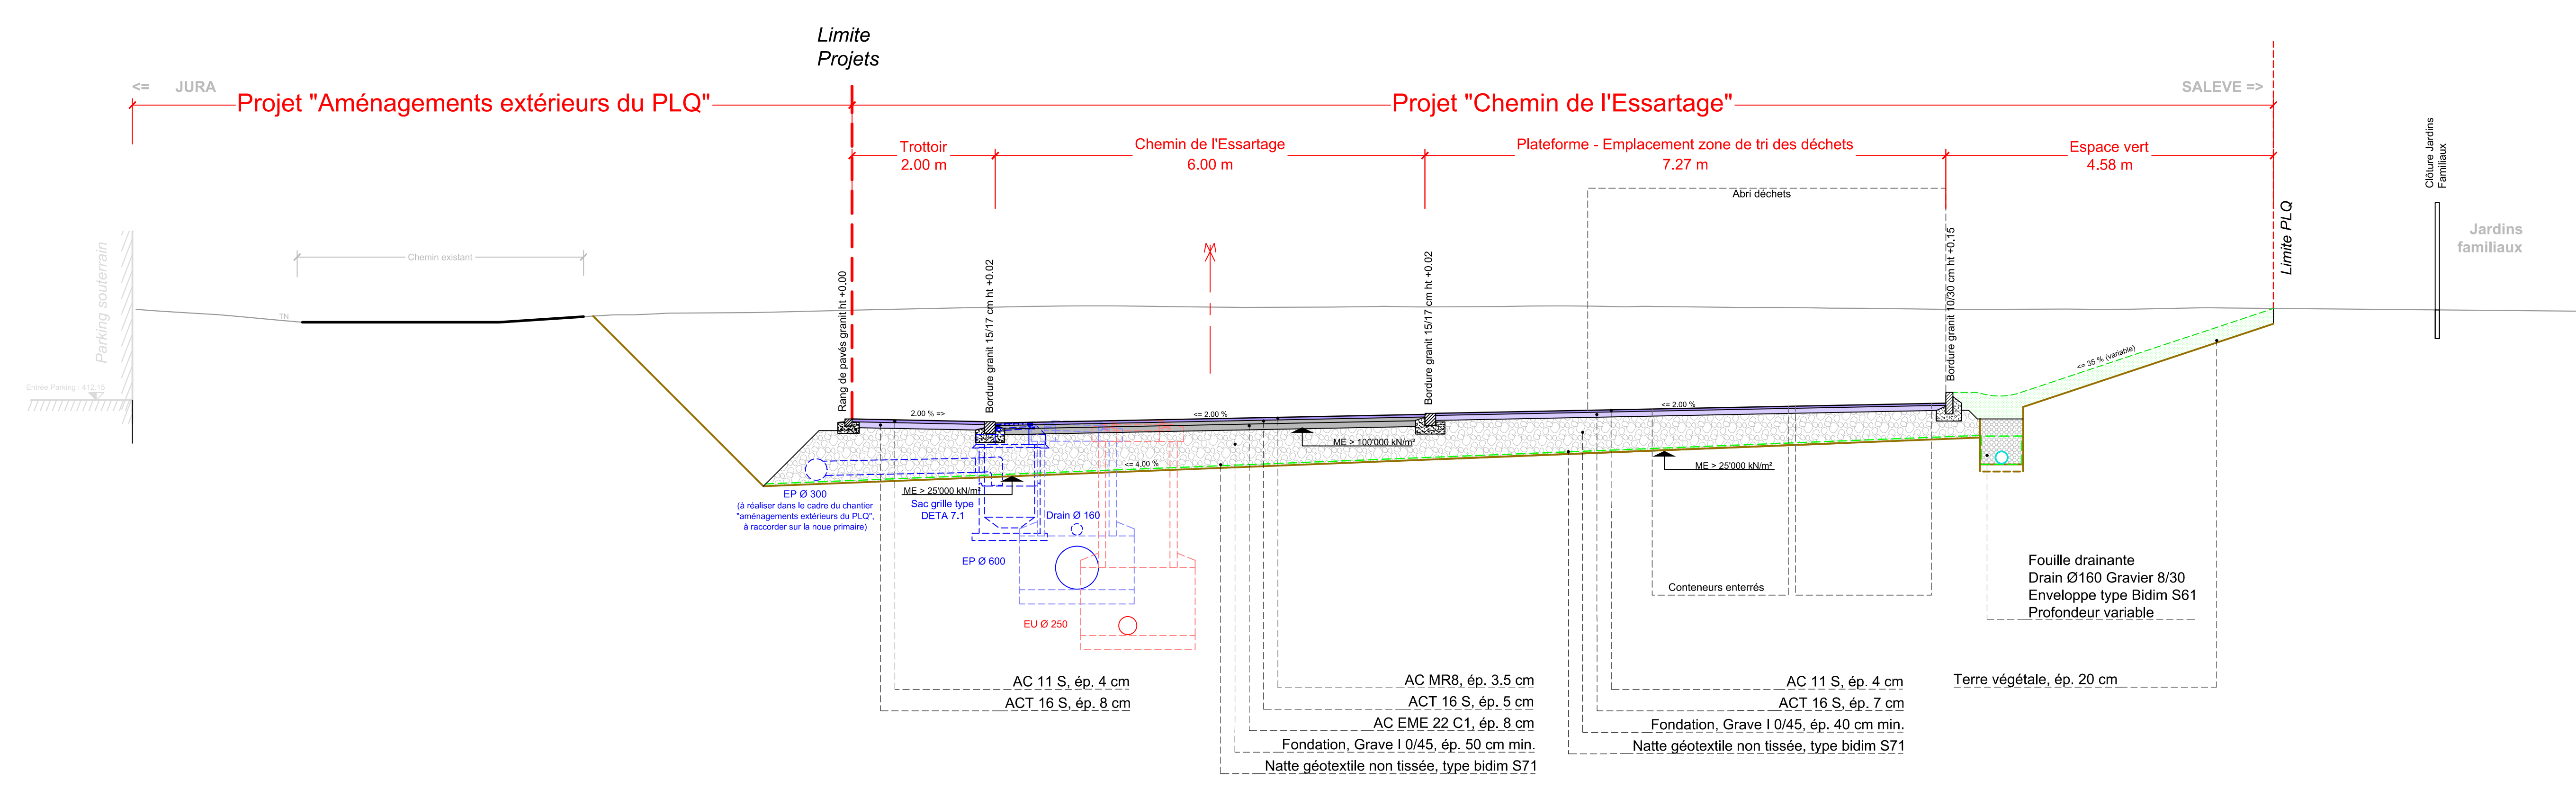 Limite
Projets
<= JURA
SALEVE =>
Projet "Aménagements extérieurs du PLQ"
Projet "Chemin de l'Essartage"
Trottoir
2.00 m
Chemin de l'Essartage
6.00 m
Plateforme - Emplacement zone de tri des déchets
7.27 m
Espace vert
4.58 m
Clôture Jardins
Familiaux
Abri déchets
Limite PLQ
Jardins
familiaux
Parking souterrain
Chemin existant
TN
Entrée Parking : 412.15
Rang de pavés granit ht +0.00
Bordure granit 15/17 cm ht +0.02
M
Bordure granit 15/17 cm ht +0.02
Bordure granit 10/30 cm ht +0.15
<= 35 % (variable)
2.00 % =>
<= 2,00 %
<= 2,00 %
ME > 100'000 kN/m²
<= 4,00 %
ME > 25'000 kN/m²
ME > 25'000 kN/m²
EP Ø 300
(à réaliser dans le cadre du chantier
"aménagements extérieurs du PLQ",
à raccorder sur la noue primaire)
Sac grille type
DETA 7.1
Drain Ø 160
EP Ø 600
EU Ø 250
Conteneurs enterrés
Fouille drainante
Drain Ø160 Gravier 8/30
Enveloppe type Bidim S61
Profondeur variable
AC 11 S, ép. 4 cm
ACT 16 S, ép. 8 cm
AC MR8, ép. 3.5 cm
ACT 16 S, ép. 5 cm
AC EME 22 C1, ép. 8 cm
Fondation, Grave I 0/45, ép. 50 cm min.
Natte géotextile non tissée, type bidim S71
AC 11 S, ép. 4 cm
ACT 16 S, ép. 7 cm
Fondation, Grave I 0/45, ép. 40 cm min.
Natte géotextile non tissée, type bidim S71
Terre végétale, ép. 20 cm